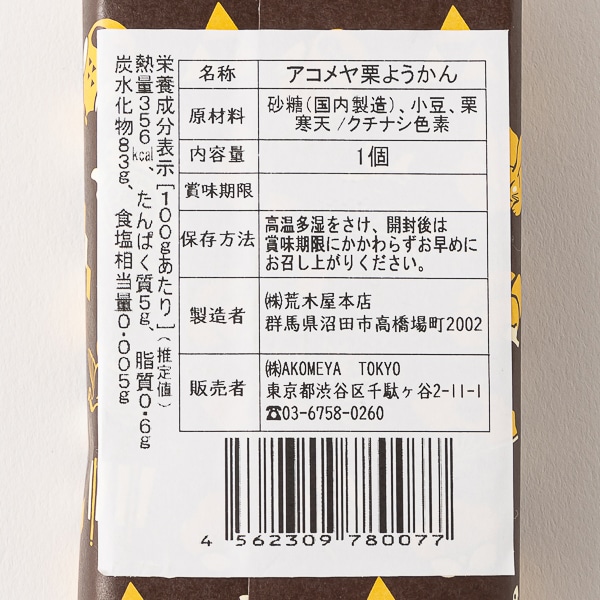 栄養成分表示[100gあたり](推定値)
熱量356kcal、たんぱく質5g、脂質0.6g
炭水化物83g、食塩相当量0.005g
名称 アコメヤ栗ようかん
原材料 砂糖(国内製造)、小豆、栗
寒天/クチナシ色素
内容量 1個
賞味期限
保存方法 高温多湿をさけ、開封後は
賞味期限にかかわらずお早めに
お召し上がりください。
製造者 ㈱荒木屋本店
群馬県沼田市高橋場町2002
販売者 ㈱AKOMEYA TOKYO
東京都渋谷区千駄ヶ谷2-11-1
☎03-6758-0260
4 562309 780077